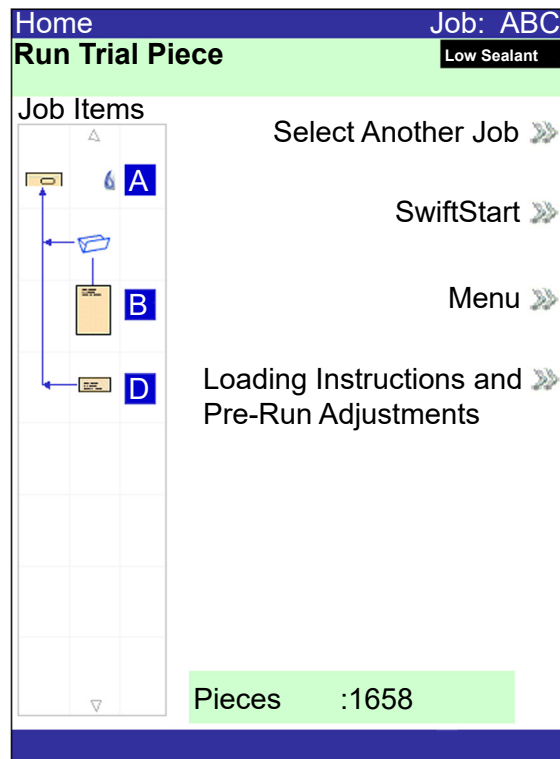 Home Job: ABC
Run Trial Piece
Low Sealant
Job Items
Select Another Job
A
SwiftStart
B
Menu
D
Loading Instructions and
Pre-Run Adjustments
Pieces :1658